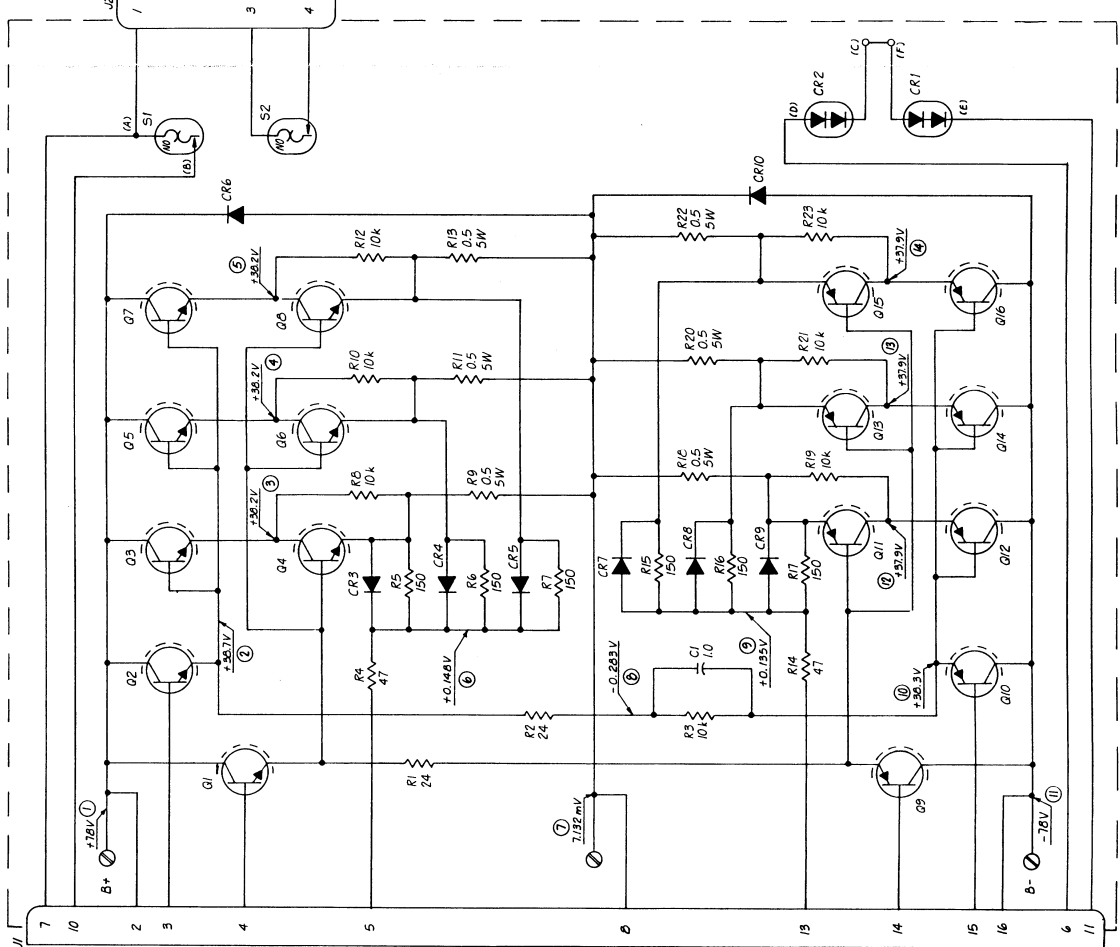 J2
1
3
4
(A)
S1
NO
(B)
S2
NO
(C)
(F)
CR2
(D)
CR1
(E)
CR6
CR10
R12
10k
R13
0.5
5W
R22
0.5
5W
R23
10k
⑤
+38.2V
Q7
Q8
⑭
+37.9V
Q15
Q16
④
+38.2V
R10
10k
R11
0.5
5W
R20
0.5
5W
R21
10k
⑬
+37.9V
Q5
Q6
Q13
Q14
③
+38.2V
R8
10k
R9
0.5
5W
R18
0.5
5W
R19
10k
Q3
Q4
CR3
R5
150
CR4
R6
150
CR5
R7
150
CR7
R15
150
CR8
R16
150
CR9
R17
150
Q11
⑫
+37.9V
Q12
+38.7V
②
Q2
R4
47
+0.148V
⑥
-0.283V
⑧
C1
1.0
⑨
+0.135V
R14
47
⑩
+38.3V
Q10
R2
24
R3
10k
Q1
R1
24
Q9
+78V
①
B+
⑦
7.132mV
B-
-78V
⑪
J1
7
10
2
3
4
5
8
13
14
15
16
6
11